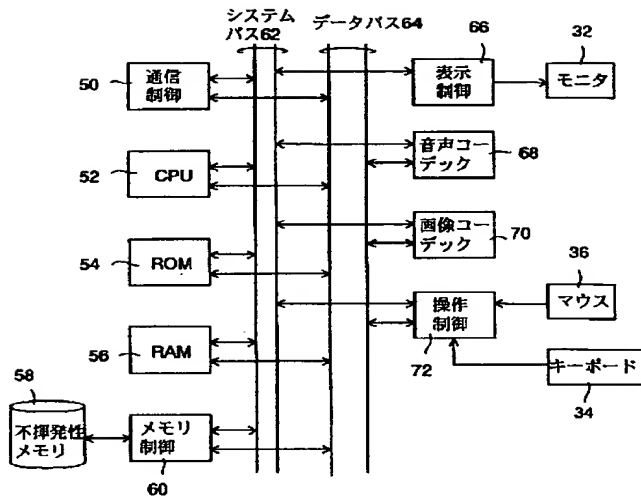 システム
バス62
データバス64
50
通信
制御
52
CPU
54
ROM
56
RAM
58
不揮発性
メモリ
メモリ
制御
60
66
表示
制御
32
モニタ
音声コー
デック
68
画像コー
デック
70
操作
制御
72
36
マウス
キーボード
34